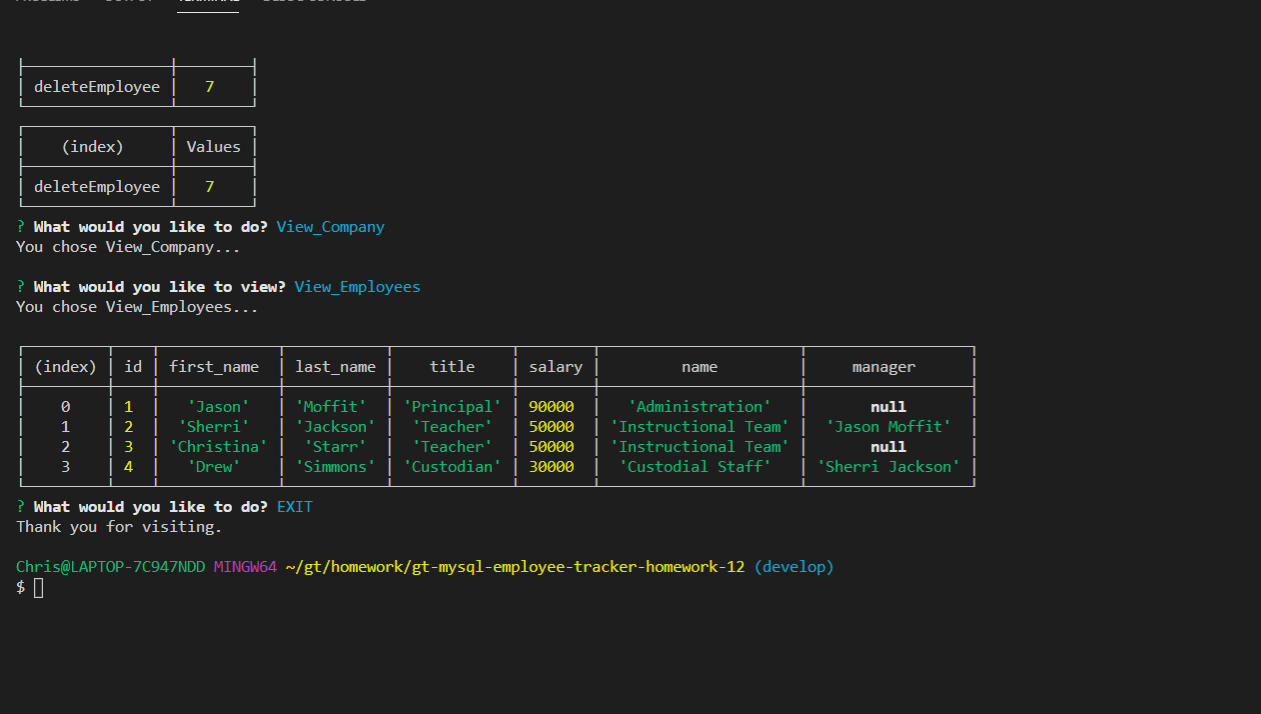 TERMINAL
deleteEmployee 7
(index) Values
deleteEmployee 7
? What would you like to do? View_Company
You chose View_Company...
? What would you like to view? View_Employees
You chose View_Employees...
(index) id first_name last_name title salary name manager
0 1 'Jason' 'Moffit' 'Principal' 90000 'Administration' null
1 2 'Sherri' 'Jackson' 'Teacher' 50000 'Instructional Team' 'Jason Moffit'
2 3 'Christina' 'Starr' 'Teacher' 50000 'Instructional Team' null
3 4 'Drew' 'Simmons' 'Custodian' 30000 'Custodial Staff' 'Sherri Jackson'
? What would you like to do? EXIT
Thank you for visiting.
Chris@LAPTOP-7C947NDD MINGW64 ~/gt/homework/gt-mysql-employee-tracker-homework-12 (develop)
$